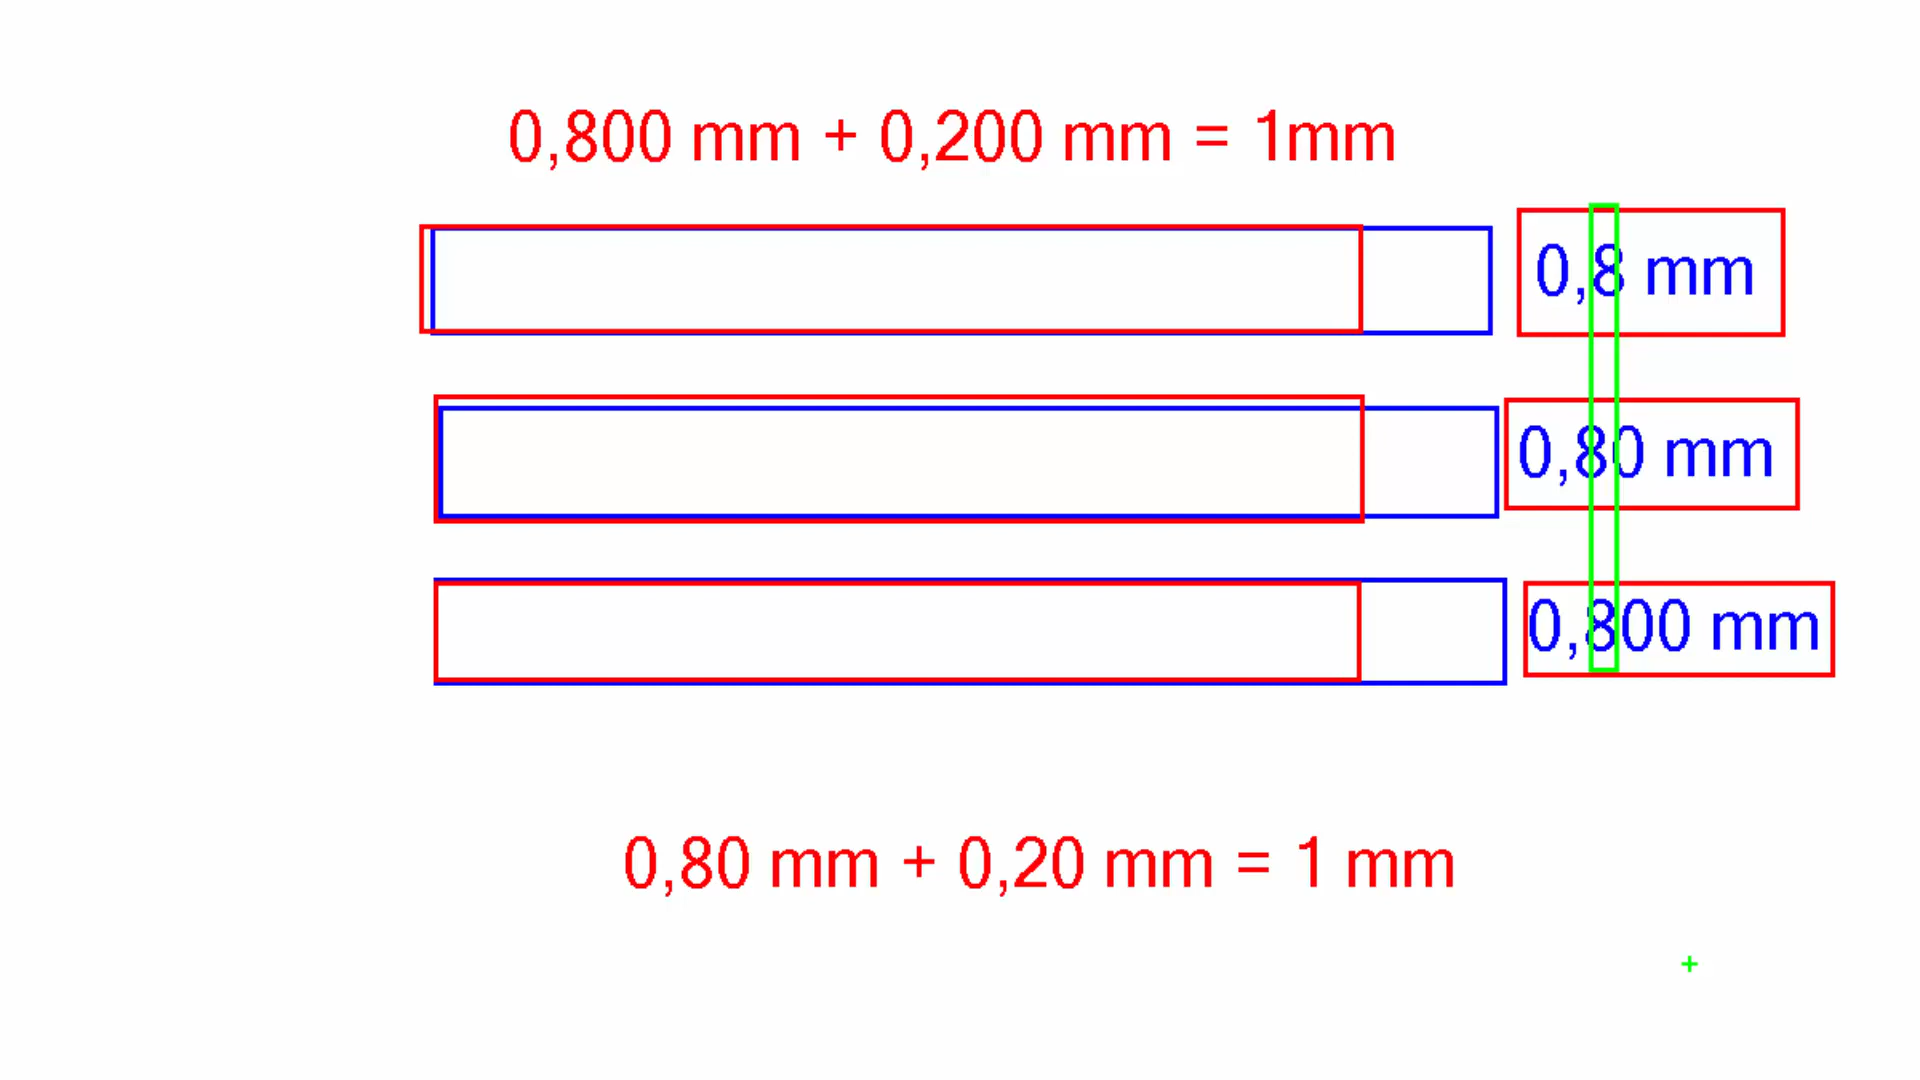 0,800 mm + 0,200 mm = 1mm
0,8 mm
0,80 mm
0,800 mm
0,80 mm + 0,20 mm = 1 mm